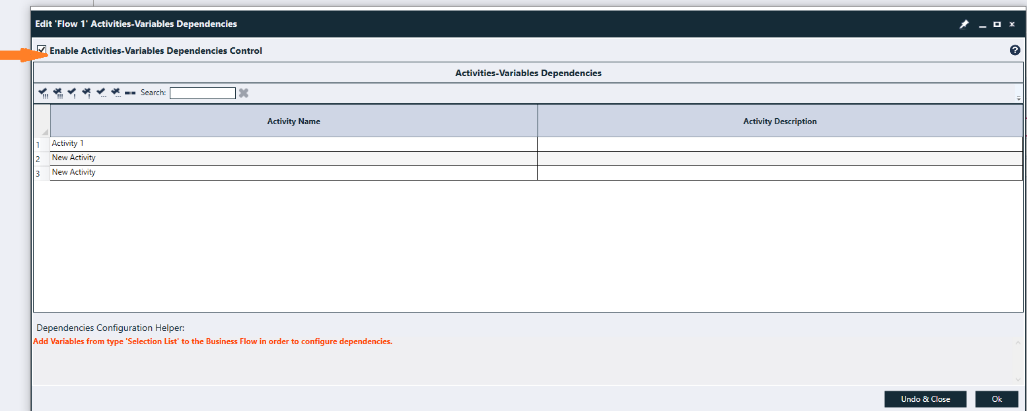 Edit 'Flow 1' Activities-Variables Dependencies
Enable Activities-Variables Dependencies Control
Activities-Variables Dependencies
Search:
Activity Name Activity Description
1 Activity 1
2 New Activity
3 New Activity
Dependencies Configuration Helper:
Add Variables from type 'Selection List' to the Business Flow in order to configure dependencies.
Undo & Close Ok